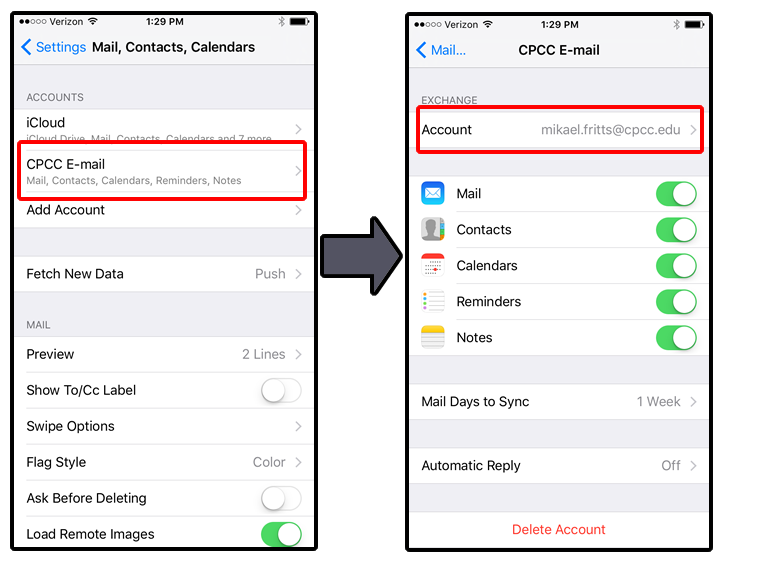 Verizon 1:29 PM
Settings Mail, Contacts, Calendars
ACCOUNTS
iCloud
iCloud Drive, Mail, Contacts, Calendars and 7 more...
CPCC E-mail
Mail, Contacts, Calendars, Reminders, Notes
Add Account
Fetch New Data Push
MAIL
Preview 2 Lines
Show To/Cc Label
Swipe Options
Flag Style Color
Ask Before Deleting
Load Remote Images
Verizon 1:29 PM
Mail... CPCC E-mail
EXCHANGE
Account mikael.fritts@cpcc.edu
Mail
Contacts
Calendars
Reminders
Notes
Mail Days to Sync 1 Week
Automatic Reply Off
Delete Account